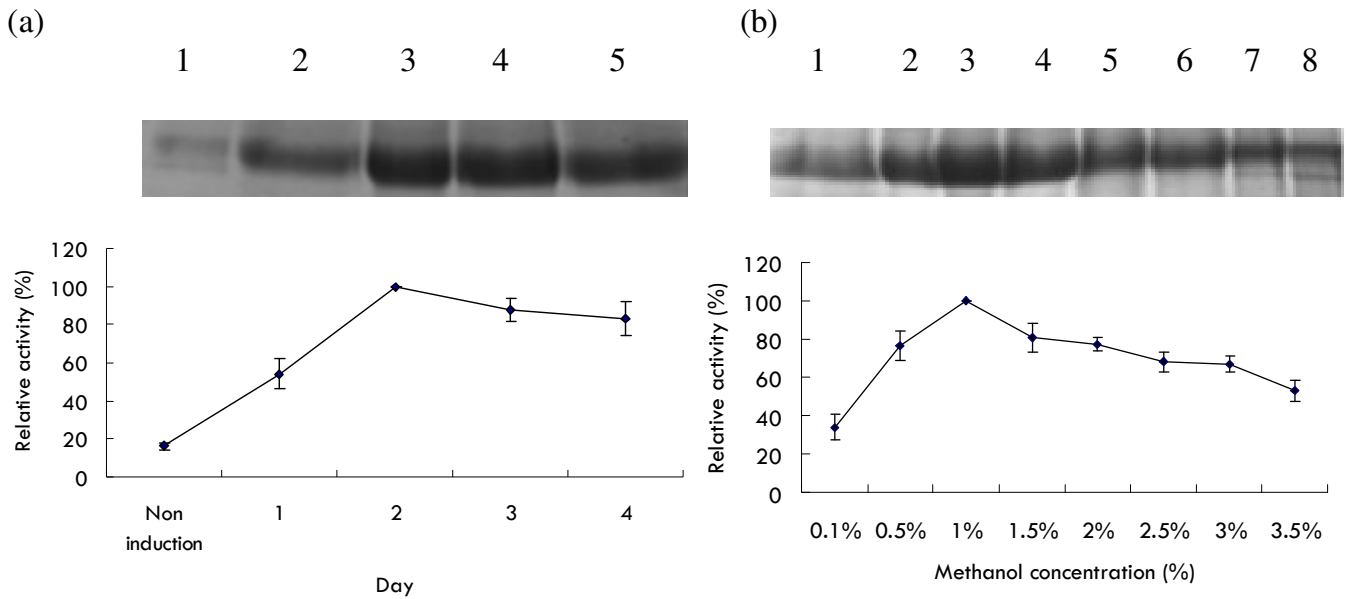 (a)
1 2 3 4 5
120
100
80
60
40
20
0
Relative activity (%)
Non induction 1 2 3 4
Day
(b)
1 2 3 4 5 6 7 8
120
100
80
60
40
20
0
Relative activity (%)
0.1% 0.5% 1% 1.5% 2% 2.5% 3% 3.5%
Methanol concentration (%)